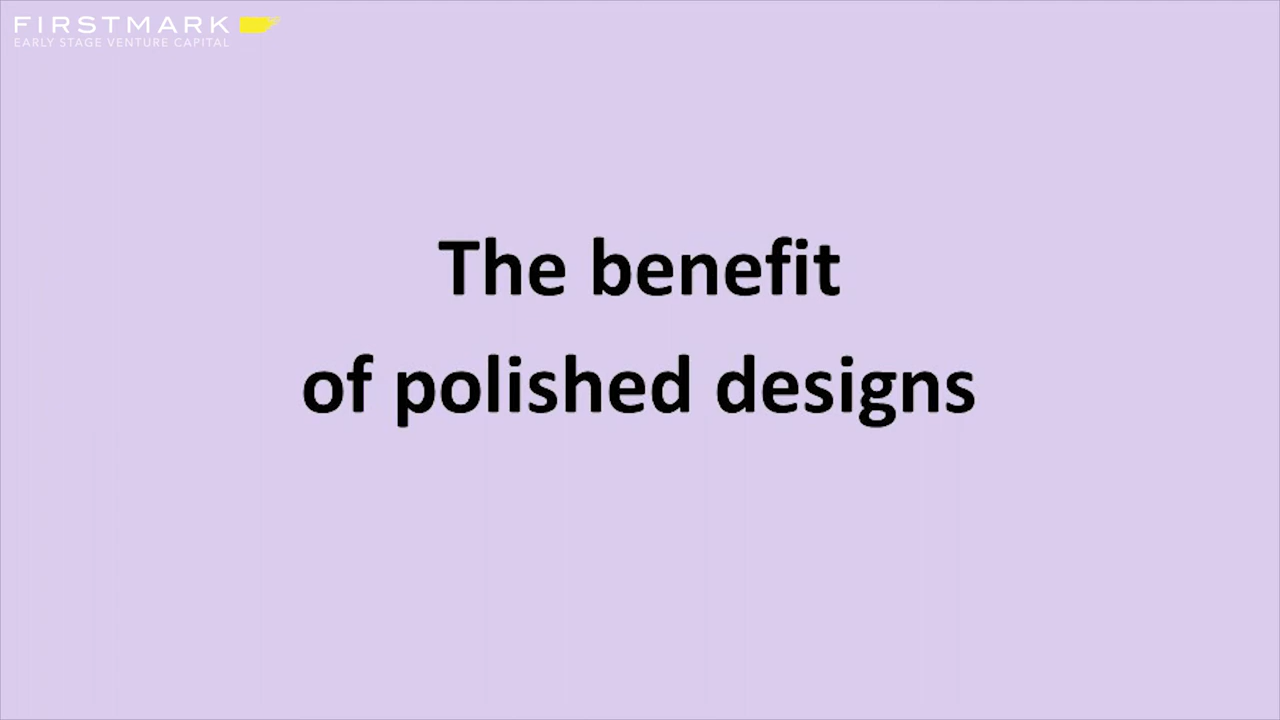 FIRSTMARK
EARLY STAGE VENTURE CAPITAL
The benefit
of polished designs